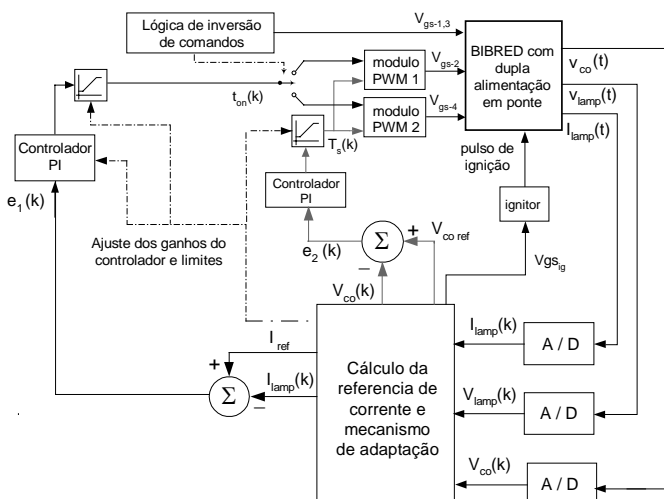 Lógica de inversão
de comandos
V_gs-1,3
BIBRED com
dupla
alimentação
em ponte
v_co(t)
v_lamp(t)
I_lamp(t)
t_on(k)
modulo
PWM 1
V_gs-2
modulo
PWM 2
V_gs-4
T_s(k)
Controlador
PI
e_1(k)
Controlador
PI
pulso de
ignição
ignitor
Ajuste dos ganhos do
controlador e limites
e_2(k)
Σ
+
−
V_co ref
Vgs_ig
V_co(k)
I_ref
+
Σ
−
I_lamp(k)
Cálculo da
referencia de
corrente e
mecanismo
de adaptação
I_lamp(k)
A / D
V_lamp(k)
A / D
V_co(k)
A / D